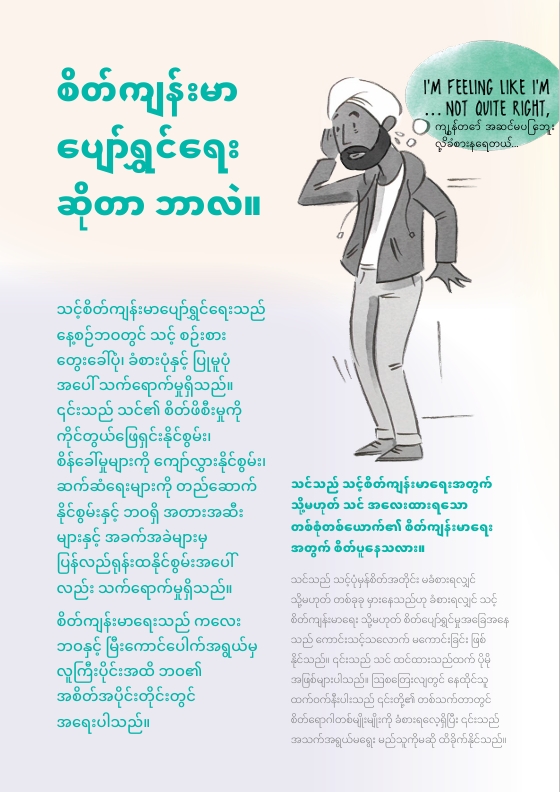 စိတ်ကျန်းမာ
ပျော်ရွှင်ရေး
ဆိုတာ ဘာလဲ။
I'M FEELING LIKE I'M
... NOT QUITE RIGHT,
ကျွန်တော် အဆင်မပြေဘူး
လို့ခံစားနေရတယ်...
သင့်စိတ်ကျန်းမာပျော်ရွှင်ရေးသည်
နေ့စဉ်ဘဝတွင် သင့် စဉ်းစား
တွေးခေါ်ပုံ၊ ခံစားပုံနှင့် ပြုမူပုံ
အပေါ် သက်ရောက်မှုရှိသည်။
၎င်းသည် သင်၏ စိတ်ဖိစီးမှုကို
ကိုင်တွယ်ဖြေရှင်းနိုင်စွမ်း၊
စိန်ခေါ်မှုများကို ကျော်လွှားနိုင်စွမ်း၊
ဆက်ဆံရေးများကို တည်ဆောက်
နိုင်စွမ်းနှင့် ဘဝရှိ အတားအဆီး
များနှင့် အခက်အခဲများမှ
ပြန်လည်ရုန်းထနိုင်စွမ်းအပေါ်
လည်း သက်ရောက်မှုရှိသည်။
စိတ်ကျန်းမာရေးသည် ကလေး
ဘဝနှင့် မြီးကောင်ပေါက်အရွယ်မှ
လူကြီးပိုင်းအထိ ဘဝ၏
အစိတ်အပိုင်းတိုင်းတွင်
အရေးပါသည်။
သင်သည် သင့်စိတ်ကျန်းမာရေးအတွက်
သို့မဟုတ် သင် အလေးထားရသော
တစ်စုံတစ်ယောက်၏ စိတ်ကျန်းမာရေး
အတွက် စိတ်ပူနေသလား။
သင်သည် သင့်ပုံမှန်စိတ်အတိုင်း မခံစားရလျှင်
သို့မဟုတ် တစ်ခုခု မှားနေသည်ဟု ခံစားရလျှင် သင့်
စိတ်ကျန်းမာရေး သို့မဟုတ် စိတ်ပျော်ရွှင်မှုအခြေအနေ
သည် ကောင်းသင့်သလောက် မကောင်းခြင်း ဖြစ်
နိုင်သည်။ ၎င်းသည် သင် ထင်ထားသည်ထက် ပိုမို
အဖြစ်များပါသည်။ ဩစတြေးလျတွင် နေထိုင်သူ
ထက်ဝက်နီးပါးသည် ၎င်းတို့၏ တစ်သက်တာတွင်
စိတ်ရောဂါတစ်မျိုးမျိုးကို ခံစားရလေ့ရှိပြီး ၎င်းသည်
အသက်အရွယ်မရွေး မည်သူကိုမဆို ထိခိုက်နိုင်သည်။